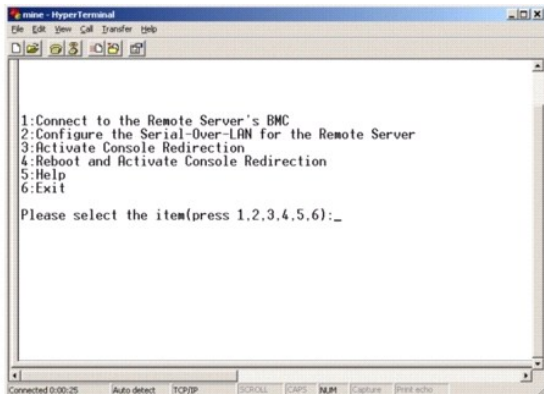 mine - HyperTerminal
File Edit View Call Transfer Help
1:Connect to the Remote Server's BMC
2:Configure the Serial-Over-LAN for the Remote Server
3:Activate Console Redirection
4:Reboot and Activate Console Redirection
5:Help
6:Exit
Please select the item(press 1,2,3,4,5,6):_
Connected 0:00:25 Auto detect TCP/IP SCROLL CAPS NUM Capture Print echo